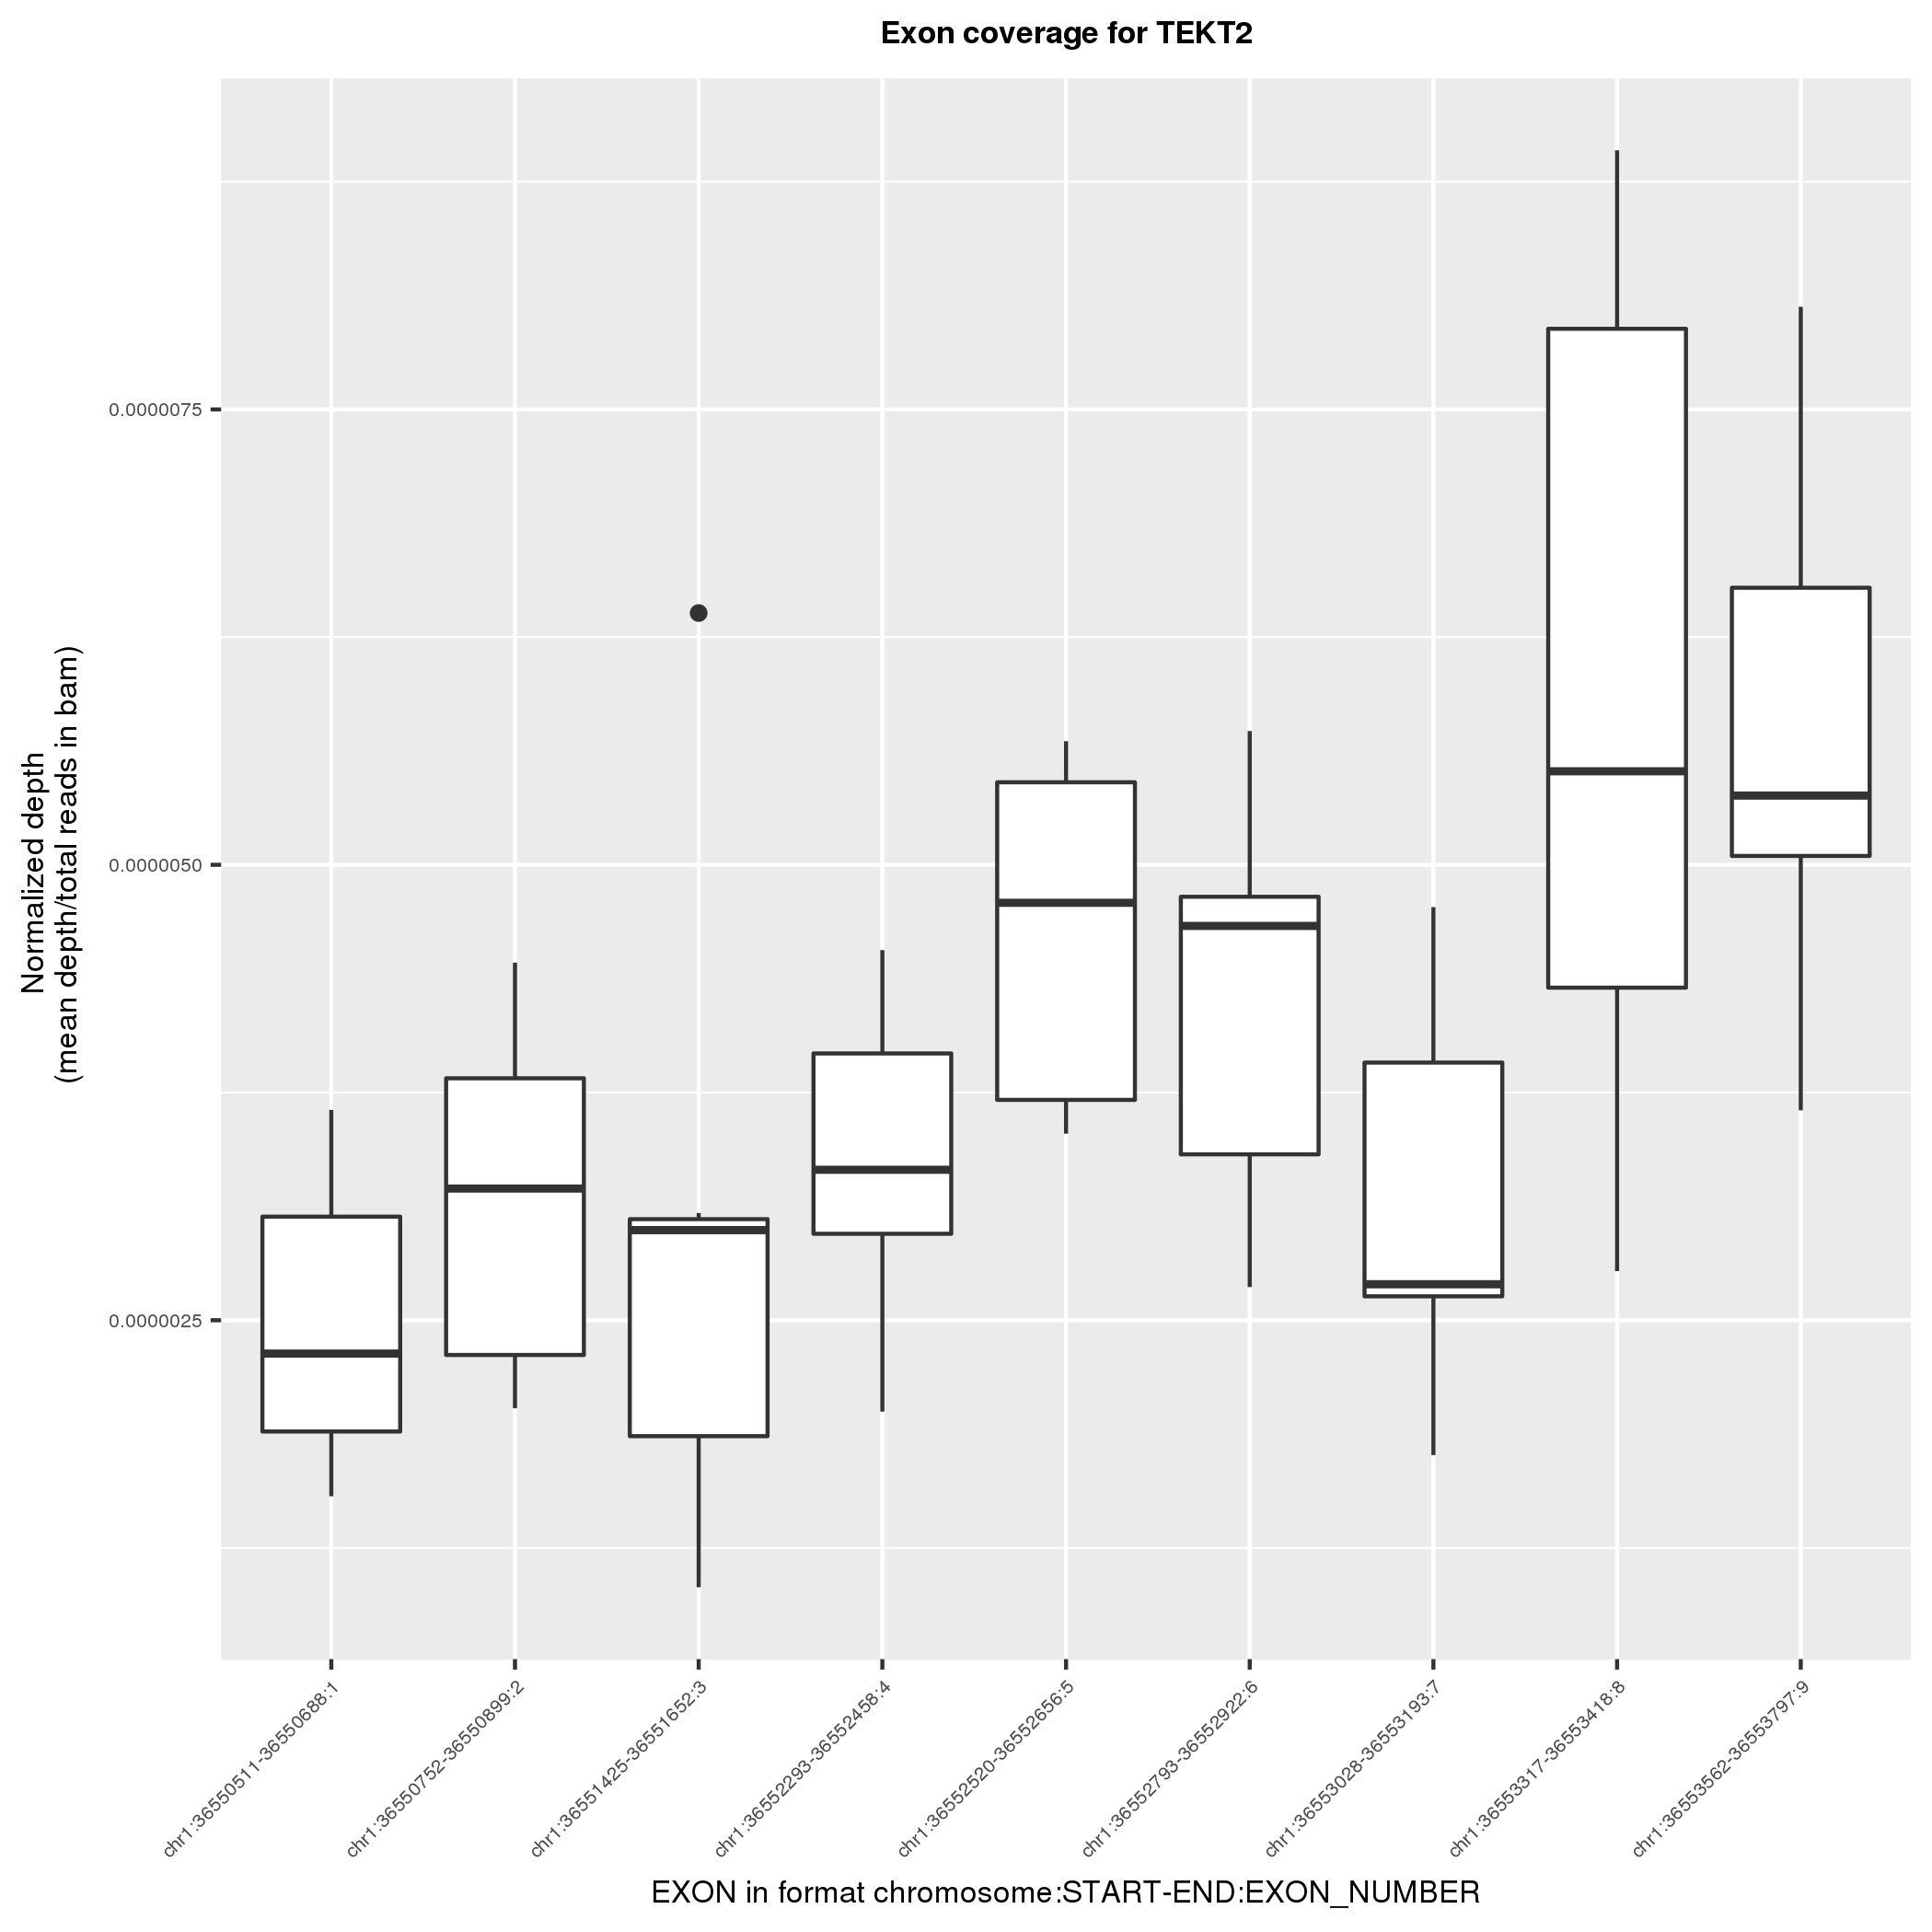 Exon coverage for TEKT2
Normalized depth
(mean depth/total reads in bam)
0.0000075
0.0000050
0.0000025
chr1:36550511-36550688:1
chr1:36550752-36550899:2
chr1:36551425-36551652:3
chr1:36552293-36552458:4
chr1:36552520-36552656:5
chr1:36552793-36552922:6
chr1:36553028-36553193:7
chr1:36553317-36553418:8
chr1:36553562-36553797:9
EXON in format chromosome:START-END:EXON_NUMBER